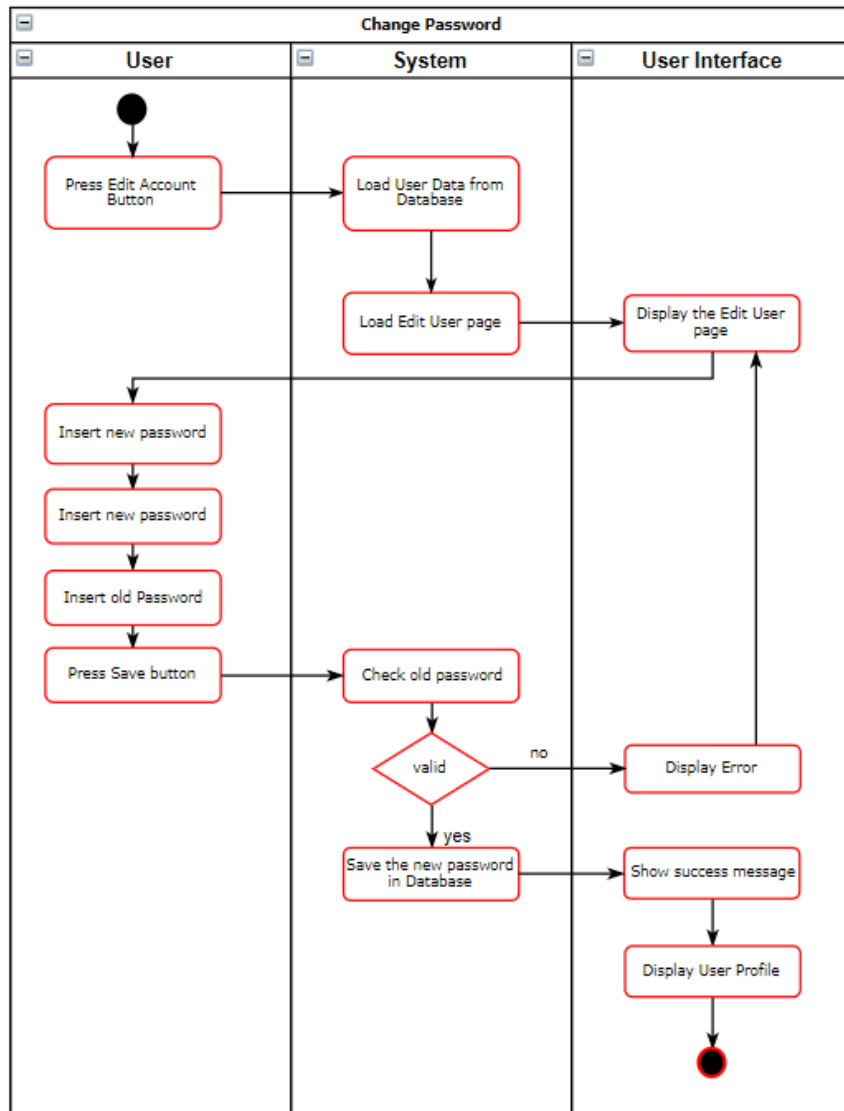 Change Password
User
System
User Interface
Press Edit Account
Button
Load User Data from
Database
Load Edit User page
Display the Edit User
page
Insert new password
Insert new password
Insert old Password
Press Save button
Check old password
valid
no
Display Error
yes
Save the new password
in Database
Show success message
Display User Profile